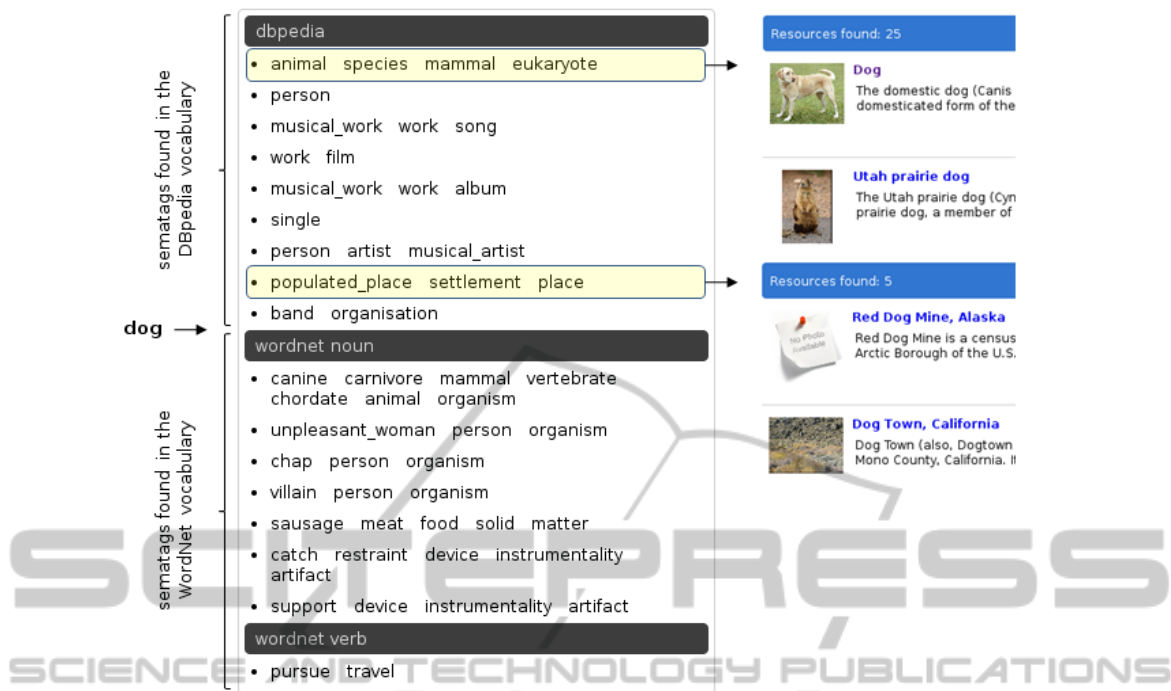 sematags found in the
DBpedia vocabulary
dog
sematags found in the
WordNet vocabulary
dbpedia
• animal species mammal eukaryote
• person
• musical_work work song
• work film
• musical_work work album
• single
• person artist musical_artist
• populated_place settlement place
• band organisation
wordnet noun
• canine carnivore mammal vertebrate
chordate animal organism
• unpleasant_woman person organism
• chap person organism
• villain person organism
• sausage meat food solid matter
• catch restraint device instrumentality
artifact
• support device instrumentality artifact
wordnet verb
• pursue travel
Resources found: 25
Dog
The domestic dog (Canis
domesticated form of the
Utah prairie dog
The Utah prairie dog (Cyn
prairie dog, a member of
Resources found: 5
No Photo
Available
Red Dog Mine, Alaska
Red Dog Mine is a census
Arctic Borough of the U.S.
Dog Town, California
Dog Town (also, Dogtown
Mono County, California. It
SCITEPRESS
SCIENCE AND TECHNOLOGY PUBLICATIONS